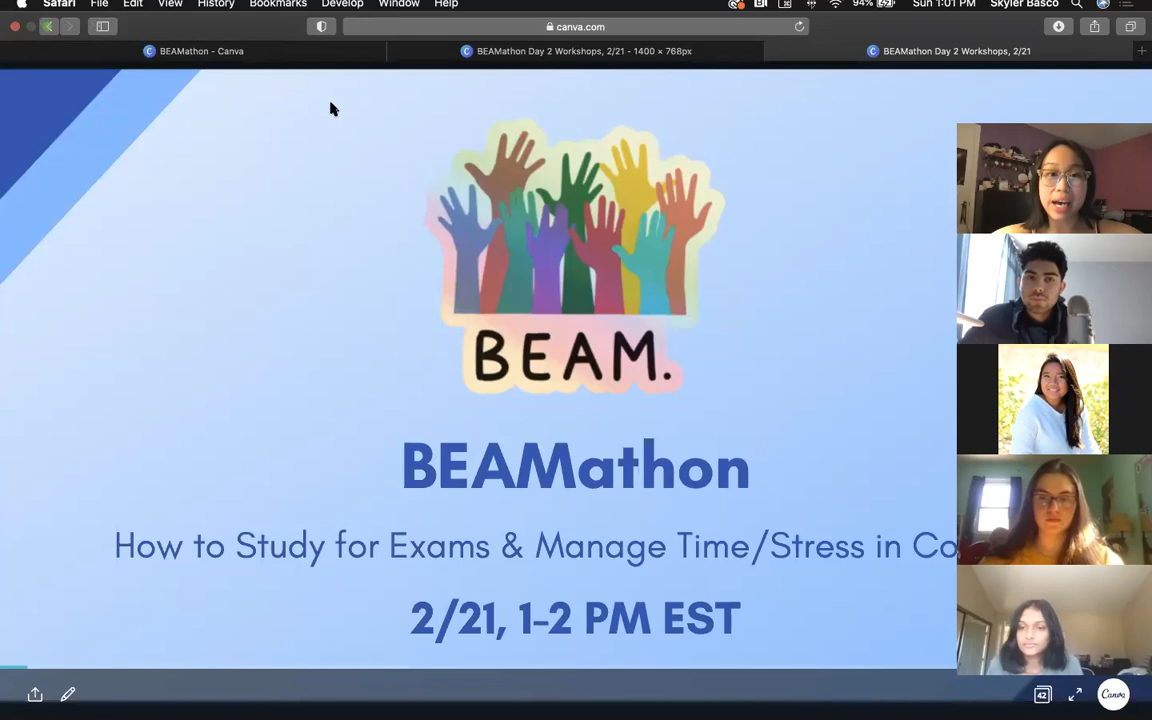 Safari File Edit View History Bookmarks Develop Window Help 94% Sun 1:01 PM Skyler Basco
canva.com
BEAMathon - Canva
BEAMathon Day 2 Workshops, 2/21 - 1400 × 768px
BEAMathon Day 2 Workshops, 2/21
BEAM.
BEAMathon
How to Study for Exams & Manage Time/Stress in Co
2/21, 1-2 PM EST
42
Canva